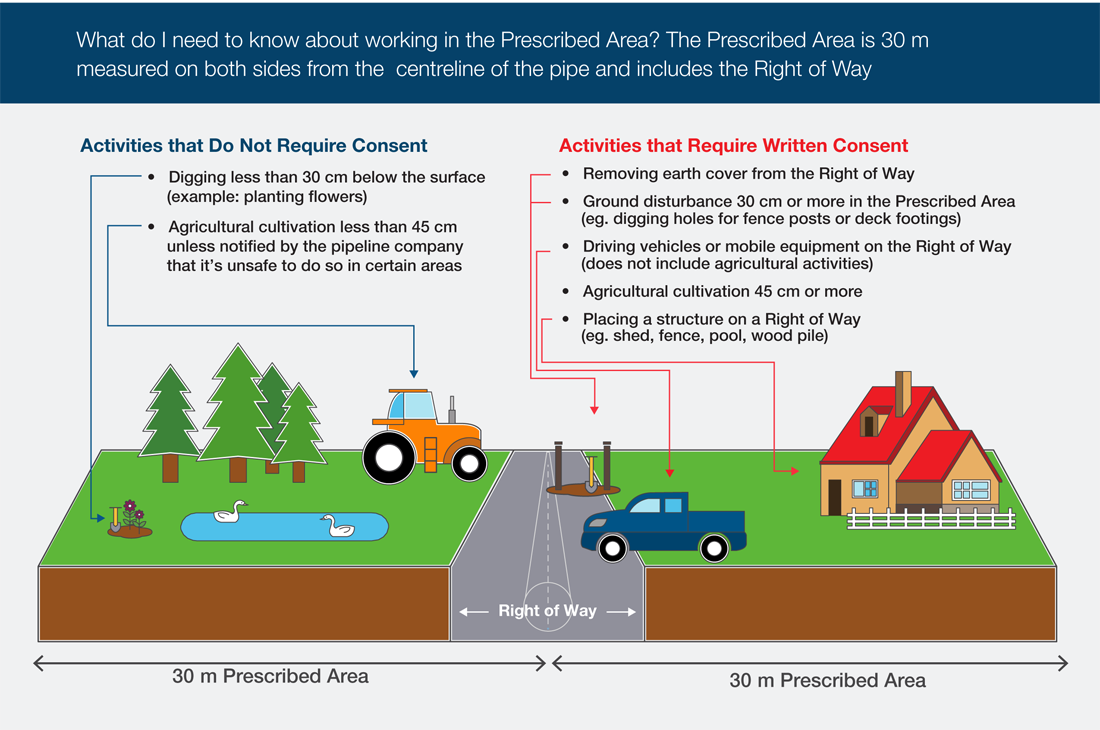 What do I need to know about working in the Prescribed Area? The Prescribed Area is 30 m
measured on both sides from the centreline of the pipe and includes the Right of Way
Activities that Do Not Require Consent
• Digging less than 30 cm below the surface
(example: planting flowers)
• Agricultural cultivation less than 45 cm
unless notified by the pipeline company
that it's unsafe to do so in certain areas
Activities that Require Written Consent
• Removing earth cover from the Right of Way
• Ground disturbance 30 cm or more in the Prescribed Area
(eg. digging holes for fence posts or deck footings)
• Driving vehicles or mobile equipment on the Right of Way
(does not include agricultural activities)
• Agricultural cultivation 45 cm or more
• Placing a structure on a Right of Way
(eg. shed, fence, pool, wood pile)
Right of Way
30 m Prescribed Area
30 m Prescribed Area